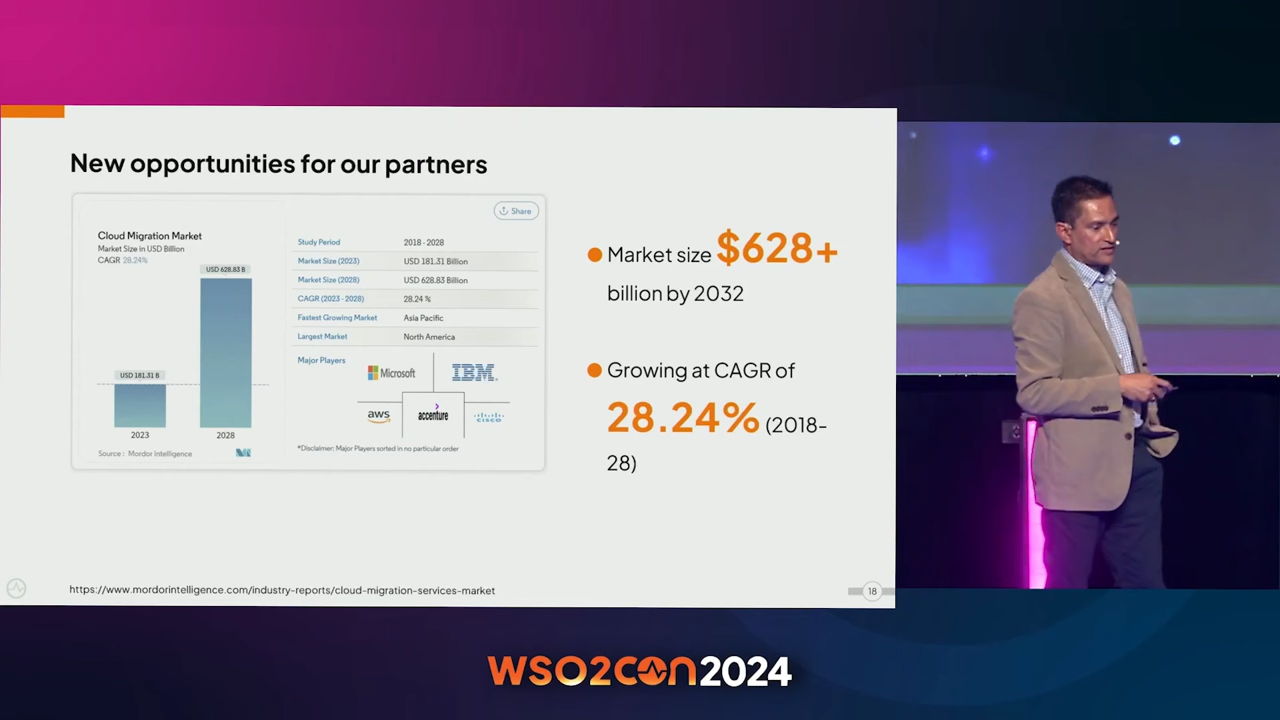 New opportunities for our partners
Share
Cloud Migration Market
Market Size in USD Billion
CAGR 28.24%
USD 628.83 B
USD 181.31 B
2023
2028
Source : Mordor Intelligence
Study Period 2018 - 2028
Market Size (2023) USD 181.31 Billion
Market Size (2028) USD 628.83 Billion
CAGR (2023 - 2028) 28.24 %
Fastest Growing Market Asia Pacific
Largest Market North America
Major Players
Microsoft
IBM
aws
accenture
CISCO
*Disclaimer: Major Players sorted in no particular order
Market size $628+
billion by 2032
Growing at CAGR of
28.24% (2018-
28)
https://www.mordorintelligence.com/industry-reports/cloud-migration-services-market
18
WSO2CON2024